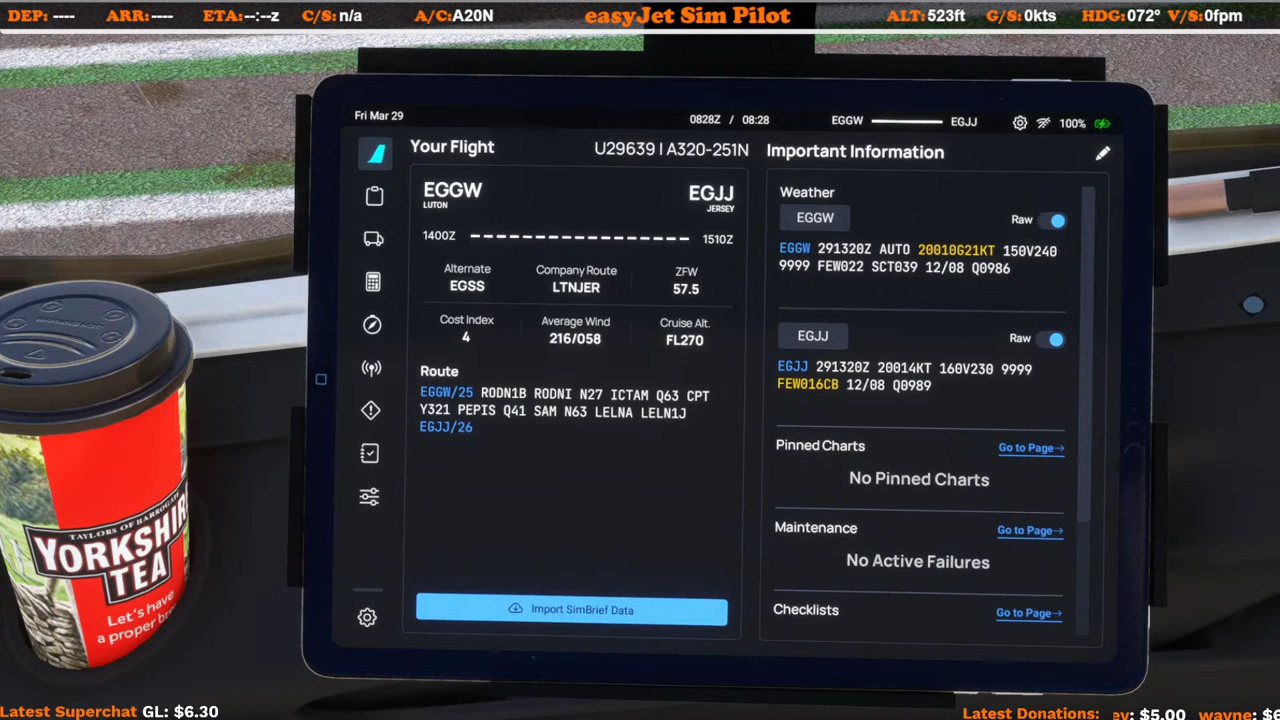 DEP: ---- ARR:---- ETA:--:--z C/S: n/a A/C:A20N easyJet Sim Pilot ALT: 523ft G/S: 0kts HDG: 072° V/S: 0fpm
Fri Mar 29 0828Z / 08:28 EGGW EGJJ 100%
Your Flight U29639 | A320-251N
EGGW EGJJ
LUTON JERSEY
1400Z 1510Z
Alternate Company Route ZFW
EGSS LTNJER 57.5
Cost Index Average Wind Cruise Alt.
4 216/058 FL270
Route
EGGW/25 RODN1B RODNI N27 ICTAM Q63 CPT
Y321 PEPIS Q41 SAM N63 LELNA LELN1J
EGJJ/26
Import SimBrief Data
Important Information
Weather
EGGW Raw
EGGW 291320Z AUTO 20010G21KT 150V240
9999 FEW022 SCT039 12/08 Q0986
EGJJ Raw
EGJJ 291320Z 20014KT 160V230 9999
FEW016CB 12/08 Q0989
Pinned Charts Go to Page→
No Pinned Charts
Maintenance Go to Page→
No Active Failures
Checklists Go to Page→
TAYLORS OF HARROGATE
YORKSHIRE
TEA
Let's have
a proper
Latest Superchat GL: $6.30 Latest Donations: ey: $5.00 wayne: $6